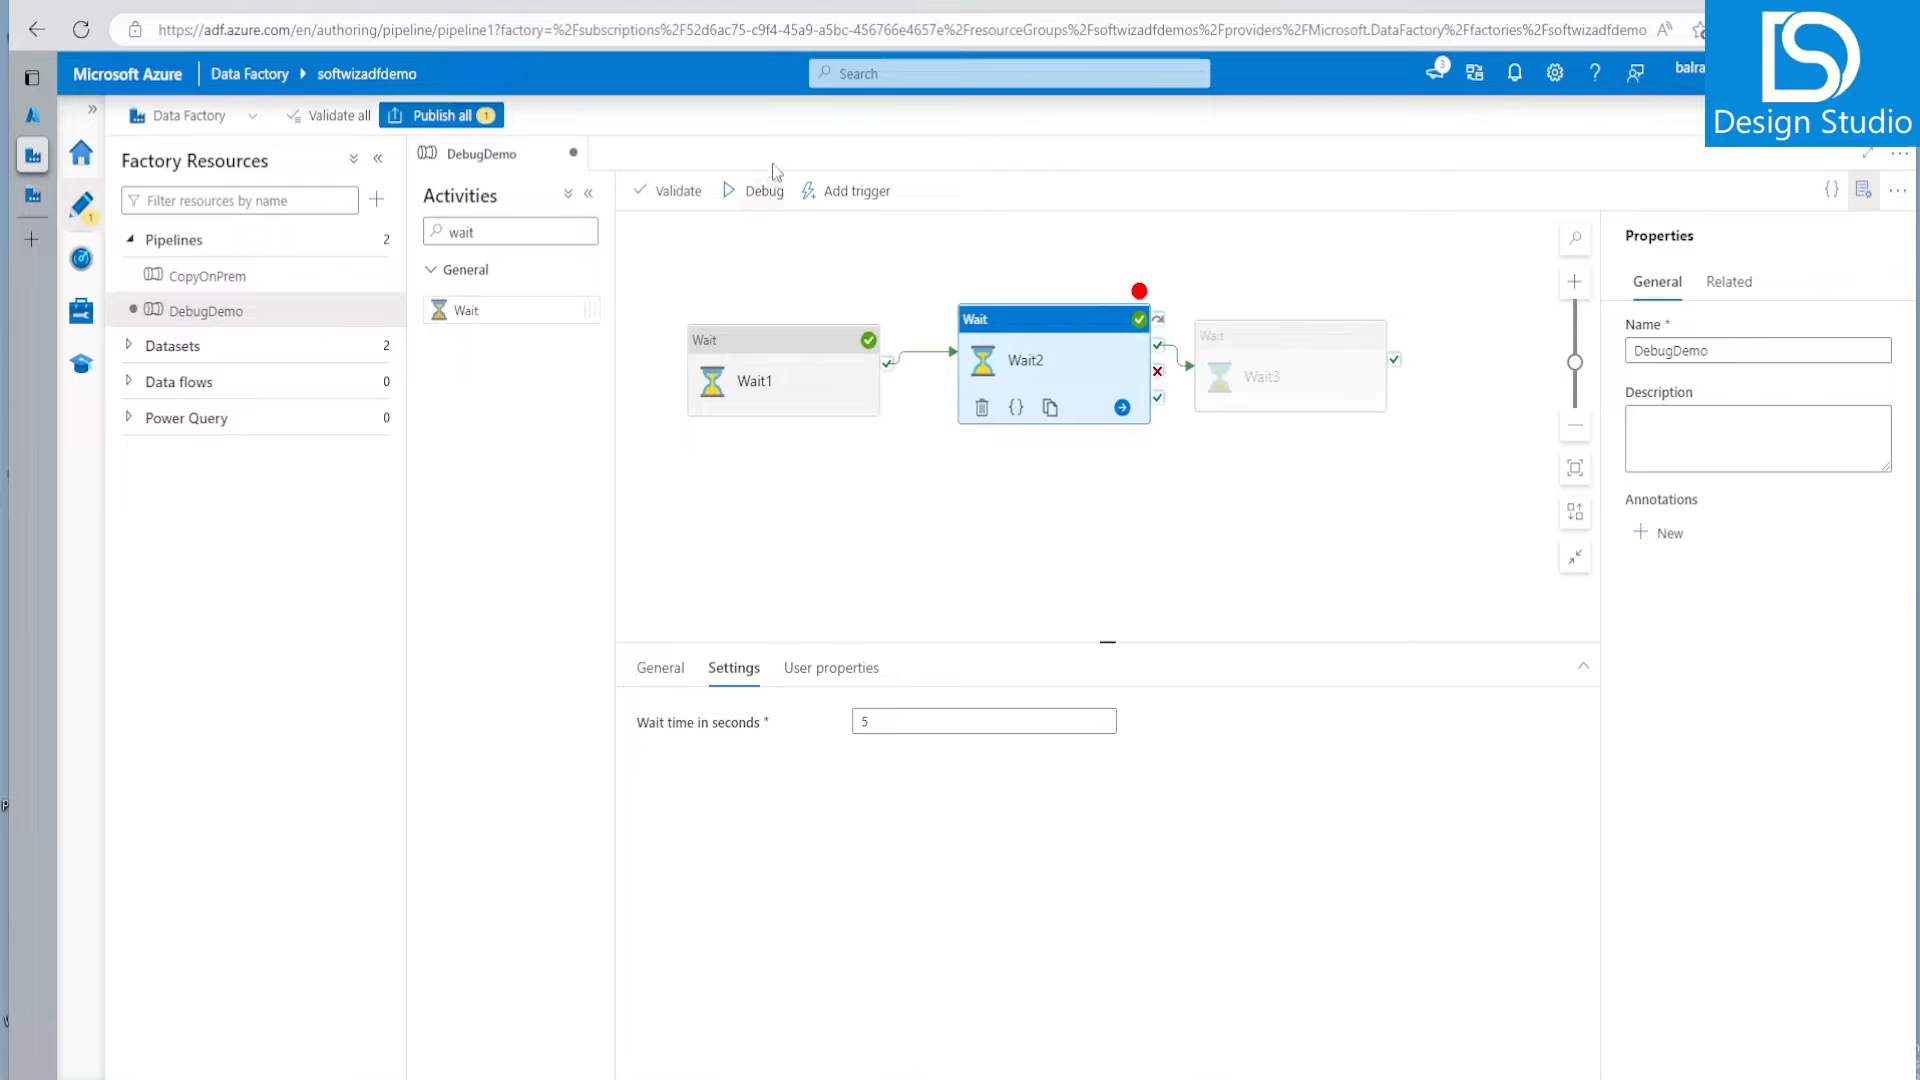 https://adf.azure.com/en/authoring/pipeline/pipeline1?factory=%2Fsubscriptions%2F52d6ac75-c9f4-45a9-a5bc-456766e4657e%2FresourceGroups%2Fsoftwizadfdemos%2Fproviders%2FMicrosoft.DataFactory%2Ffactories%2Fsoftwizadfdemo
Microsoft Azure
Data Factory
softwizadfdemo
Search
3
balra
Design Studio
Data Factory
Validate all
Publish all 1
Factory Resources
Filter resources by name
1
Pipelines 2
CopyOnPrem
DebugDemo
Datasets 2
Data flows 0
Power Query 0
DebugDemo
Activities
wait
General
Wait
Validate
Debug
Add trigger
Wait
Wait1
Wait
Wait2
Wait
Wait3
General
Settings
User properties
Wait time in seconds *
5
Properties
General
Related
Name *
DebugDemo
Description
Annotations
New